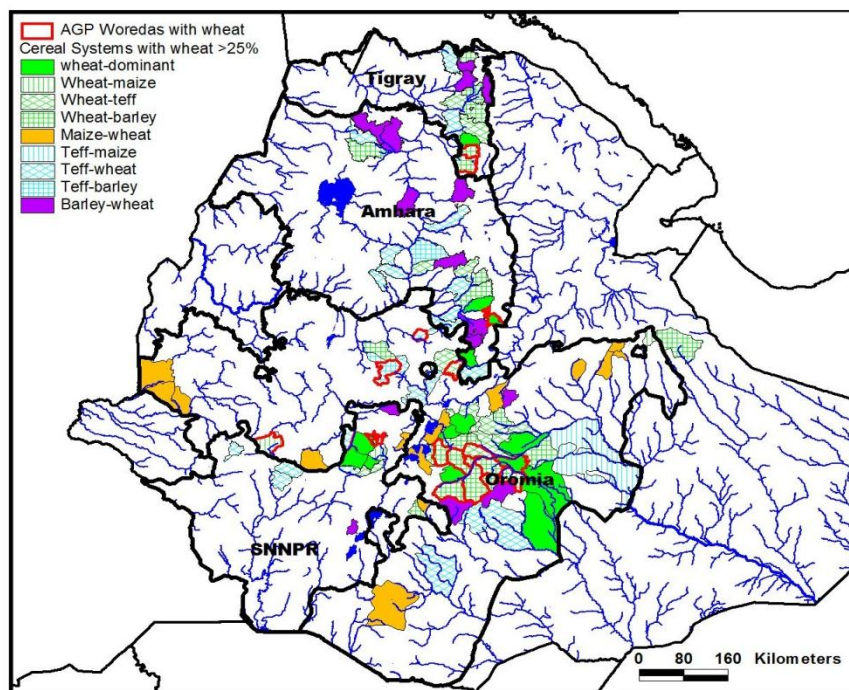 AGP Woredas with wheat
Cereal Systems with wheat >25%
wheat-dominant
Wheat-maize
Wheat-teff
Wheat-barley
Maize-wheat
Teff-maize
Teff-wheat
Teff-barley
Barley-wheat
Tigray
Amhara
Oromia
SNNPR
0 80 160 Kilometers